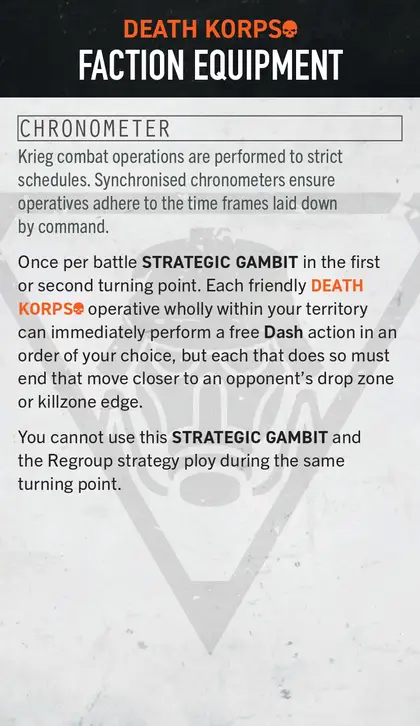 DEATH KORPS
FACTION EQUIPMENT
CHRONOMETER
Krieg combat operations are performed to strict
schedules. Synchronised chronometers ensure
operatives adhere to the time frames laid down
by command.
Once per battle STRATEGIC GAMBIT in the first
or second turning point. Each friendly DEATH
KORPS operative wholly within your territory
can immediately perform a free Dash action in an
order of your choice, but each that does so must
end that move closer to an opponent’s drop zone
or killzone edge.
You cannot use this STRATEGIC GAMBIT and
the Regroup strategy ploy during the same
turning point.